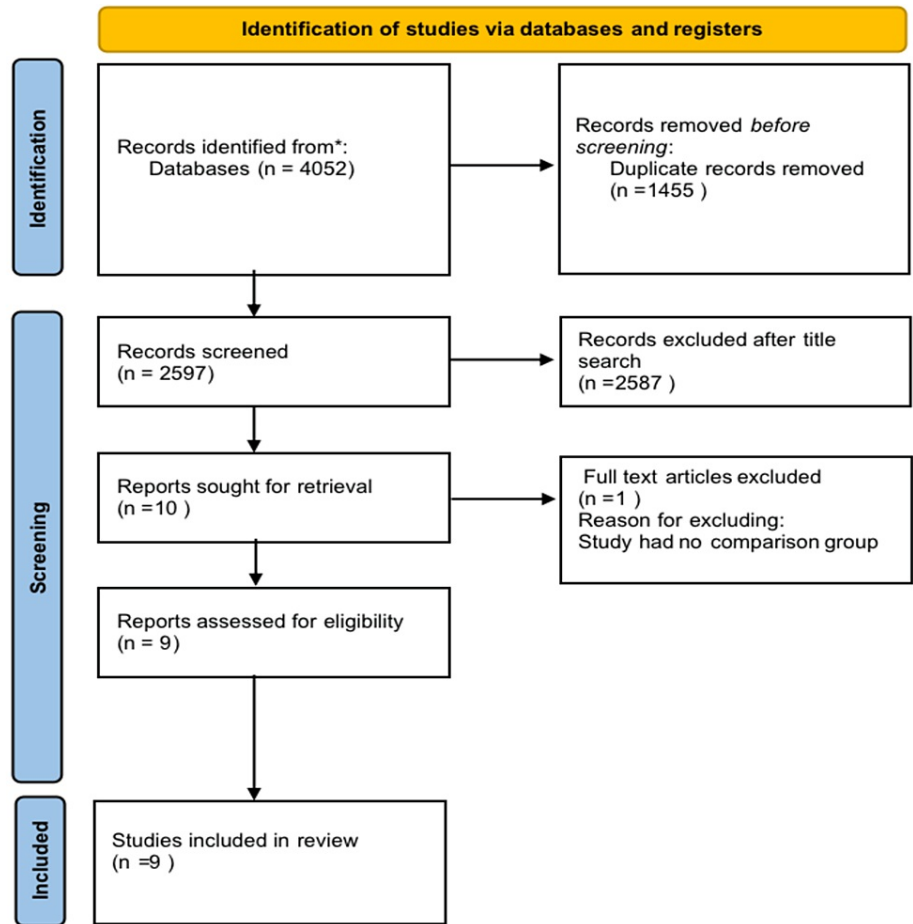 Identification of studies via databases and registers
Identification
Records identified from*:
Databases (n = 4052)
Records removed before
screening:
Duplicate records removed
(n =1455 )
Screening
Records screened
(n = 2597)
Records excluded after title
search
(n =2587 )
Reports sought for retrieval
(n =10 )
Full text articles excluded
(n =1 )
Reason for excluding:
Study had no comparison group
Reports assessed for eligibility
(n = 9)
Included
Studies included in review
(n =9 )